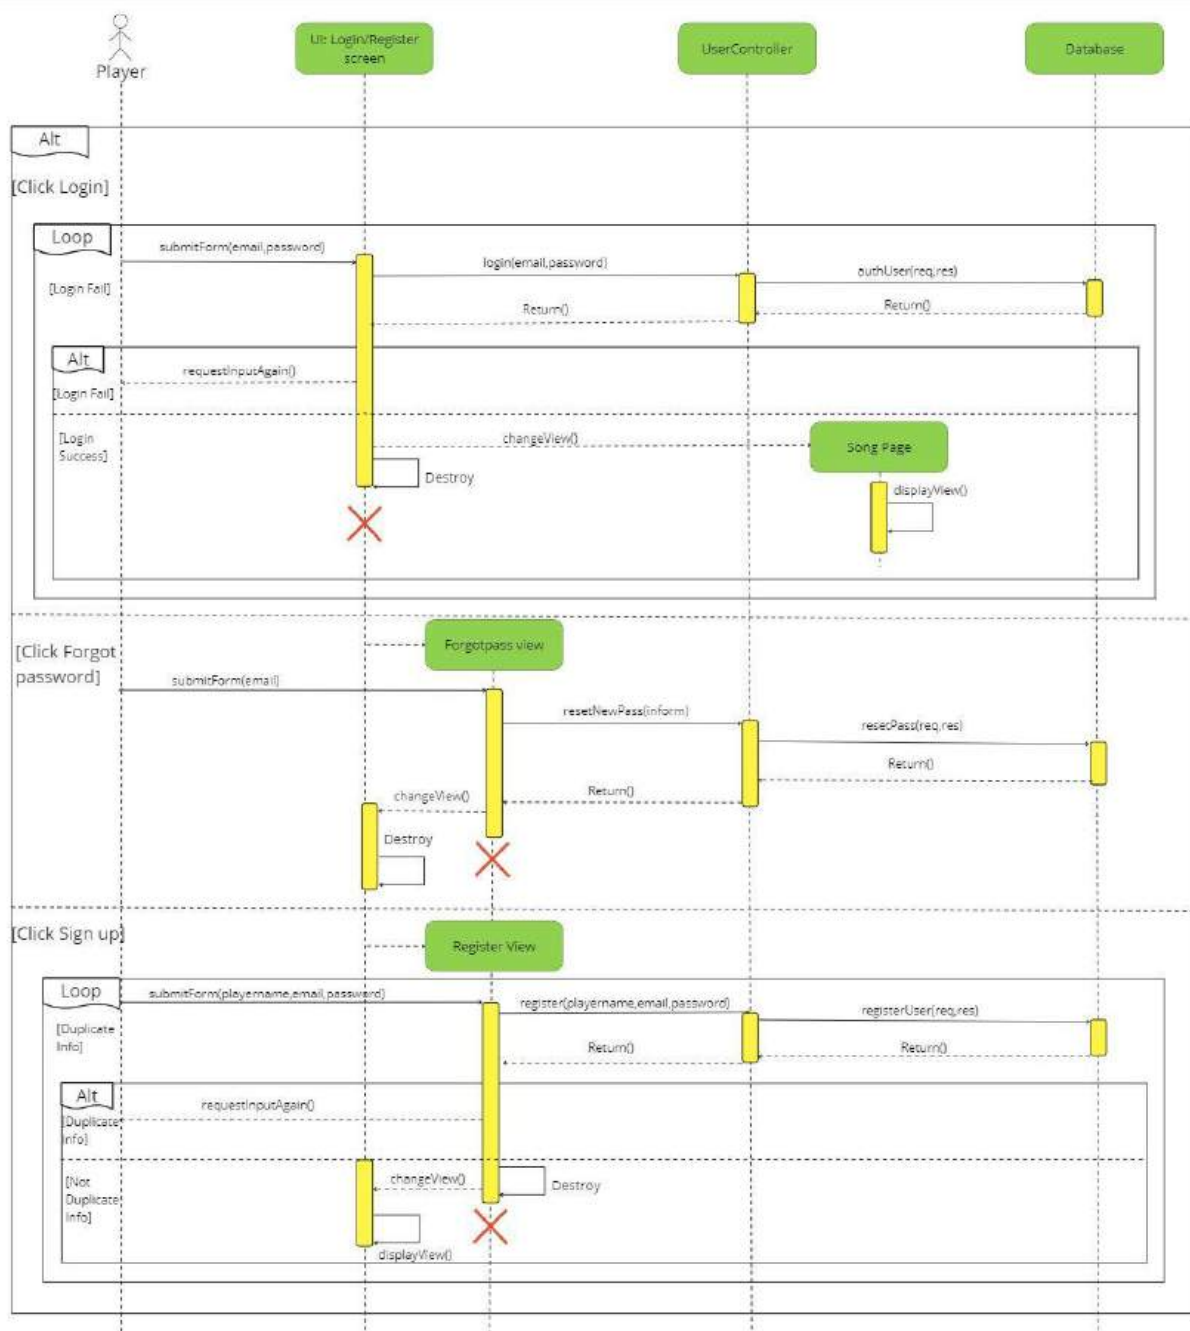 Player
UI: Login/Register
screen
UserController
Database
Alt
[Click Login]
Loop
submitForm(email,password)
login(email,password)
authUser(req,res)
[Login Fail]
Return()
Return()
Alt
requestInputAgain()
[Login Fail]
[Login
Success]
changeView()
Song Page
Destroy
displayView()
[Click Forgot
password]
Forgotpass view
submitForm(email)
resetNewPass(inform)
resetPass(req,res)
Return()
Return()
changeView()
Destroy
[Click Sign up]
Register View
Loop
submitForm(playername,email,password)
register(playername,email,password)
registerUser(req,res)
[Duplicate
Info]
Return()
Return()
Alt
requestInputAgain()
[Duplicate
Info]
[Not
Duplicate
Info]
changeView()
Destroy
displayView()